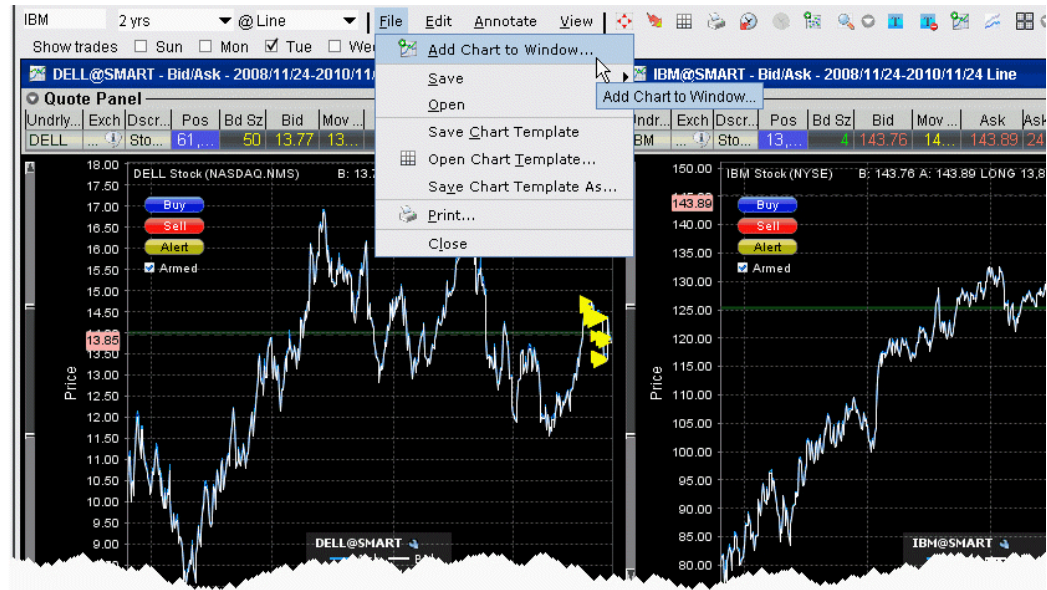 IBM 2 yrs @ Line File Edit Annotate View
Show trades Sun Mon Tue
Add Chart to Window...
Save
Open
Save Chart Template
Open Chart Template...
Save Chart Template As...
Print...
Close
Add Chart to Window...
DELL@SMART - Bid/Ask - 2008/11/24-2010/11/
Quote Panel
Undrly... Exch Dscr... Pos Bd Sz Bid Mov ...
DELL ... Sto... 61,... 50 13.77 13...
18.00 DELL Stock (NASDAQ.NMS) B: 13.7
17.50
17.00 Buy
16.50 Sell
16.00 Alert
15.50 Armed
15.00
14.50
13.85
13.50
13.00
12.50
12.00
11.50
11.00
10.50
10.00
9.50
9.00
Price
DELL@SMART
IBM@SMART - Bid/Ask - 2008/11/24-2010/11/24 Line
Exch Dscr... Pos Bd Sz Bid Mov ... Ask Ask
BM ... Sto... 13,... 4 143.76 14... 143.89 24
150.00 IBM Stock (NYSE) B: 143.76 A: 143.89 LONG 13,8
143.89 Buy
140.00 Sell
135.00 Alert
130.00 Armed
125.00
120.00
115.00
110.00
105.00
100.00
95.00
90.00
85.00
80.00
Price
IBM@SMART